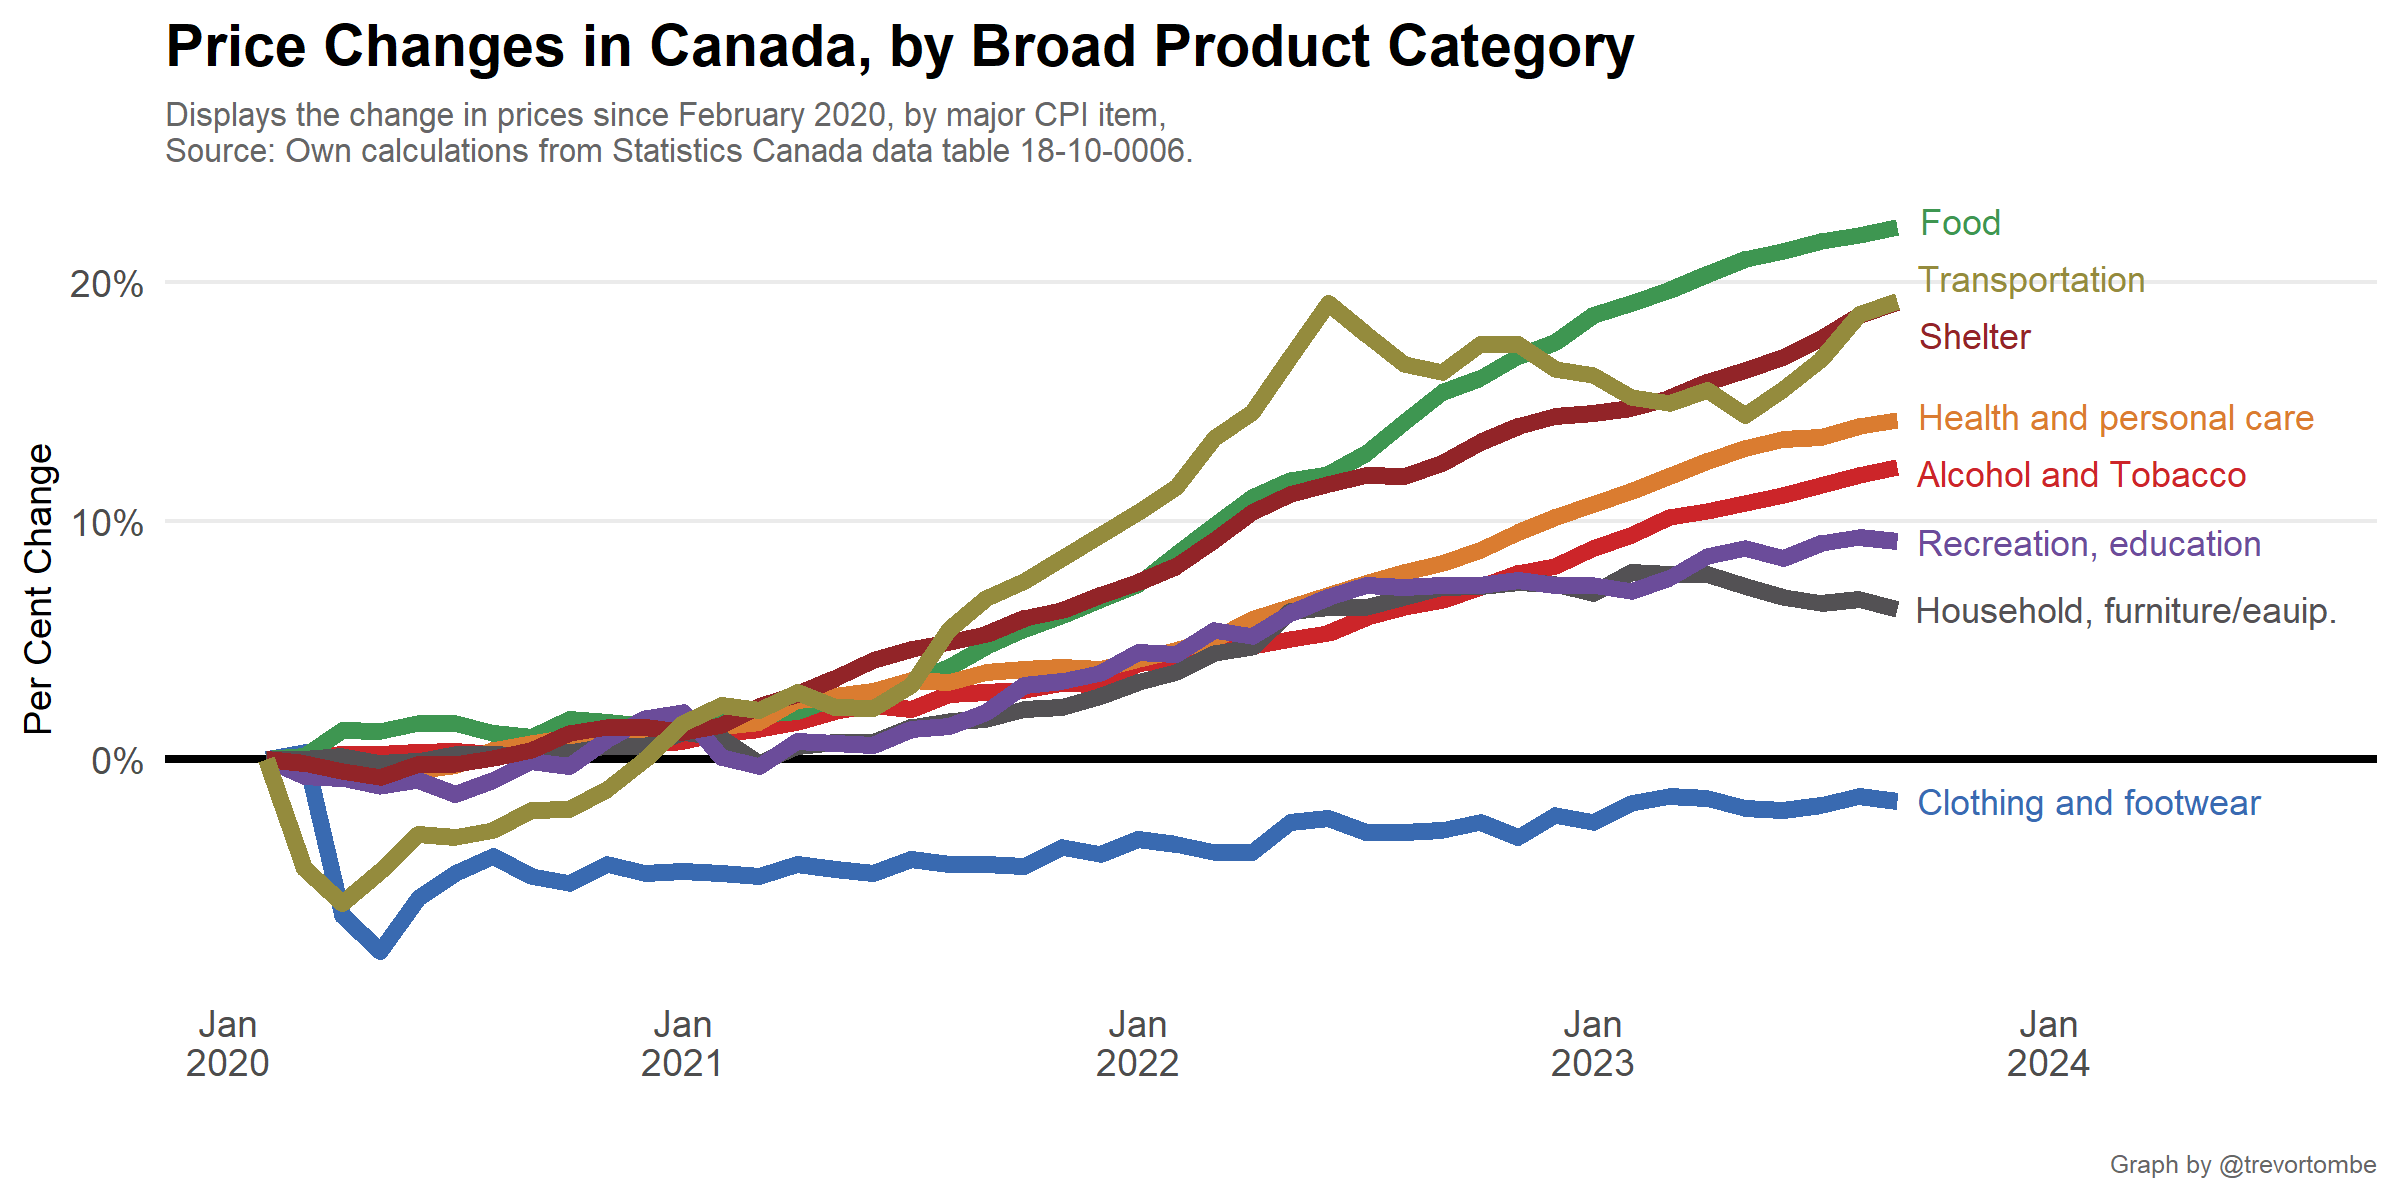 Price Changes in Canada, by Broad Product Category
Displays the change in prices since February 2020, by major CPI item,
Source: Own calculations from Statistics Canada data table 18-10-0006.
Per Cent Change
20%
10%
0%
Food
Transportation
Shelter
Health and personal care
Alcohol and Tobacco
Recreation, education
Household, furniture/eauip.
Clothing and footwear
Jan
2020
Jan
2021
Jan
2022
Jan
2023
Jan
2024
Graph by @trevortombe